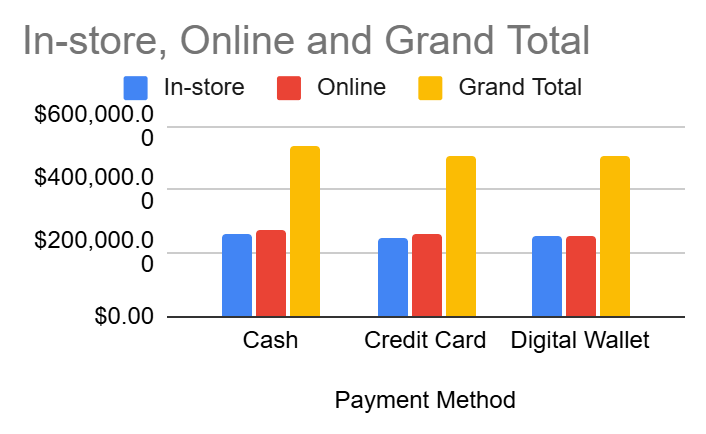 In-store, Online and Grand Total
In-store Online Grand Total
$600,000.0
0
$400,000.0
0
$200,000.0
0
$0.00
Cash Credit Card Digital Wallet
Payment Method